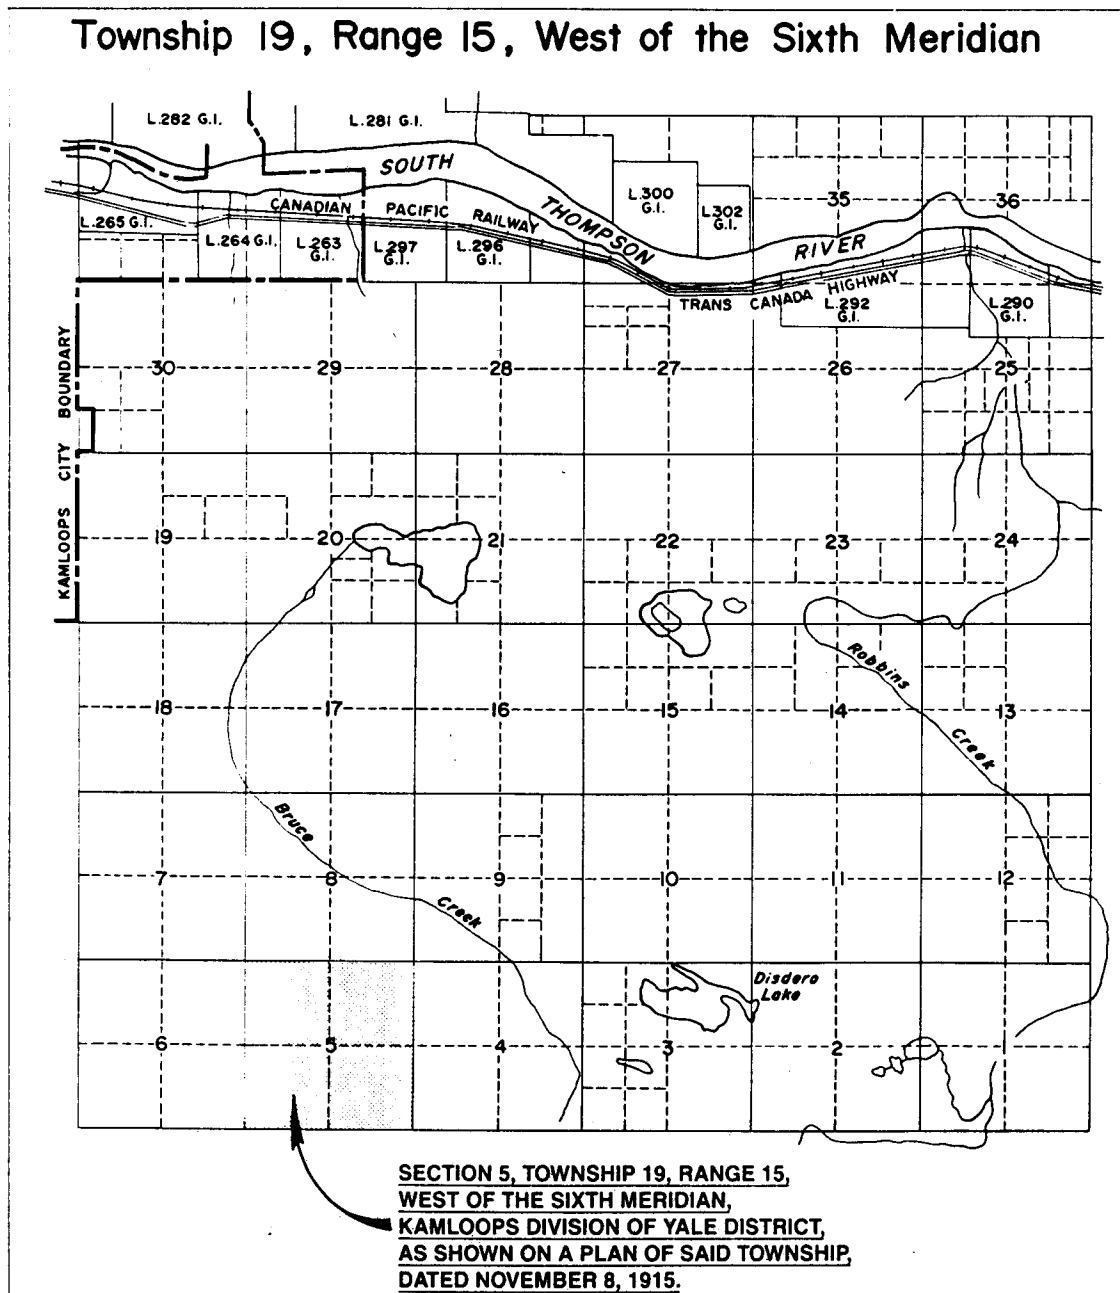 Township 19, Range 15, West of the Sixth Meridian
L.282 G.I.
L.281 G.I.
SOUTH THOMPSON RIVER
L.300
G.I.
L.302
G.I.
35
36
L.265 G.I.
CANADIAN PACIFIC RAILWAY
L.264 G.I.
L.263
G.I.
L.297
G.I.
L.296
G.I.
TRANS CANADA HIGHWAY
L.292
G.I.
L.290
G.I.
KAMLOOPS CITY BOUNDARY
30
29
28
27
26
25
19
20
21
22
23
24
Robbins Creek
18
17
16
15
14
13
Bruce Creek
7
8
9
10
11
12
Disdero
Lake
6
5
4
3
2
SECTION 5, TOWNSHIP 19, RANGE 15,
WEST OF THE SIXTH MERIDIAN,
KAMLOOPS DIVISION OF YALE DISTRICT,
AS SHOWN ON A PLAN OF SAID TOWNSHIP,
DATED NOVEMBER 8, 1915.